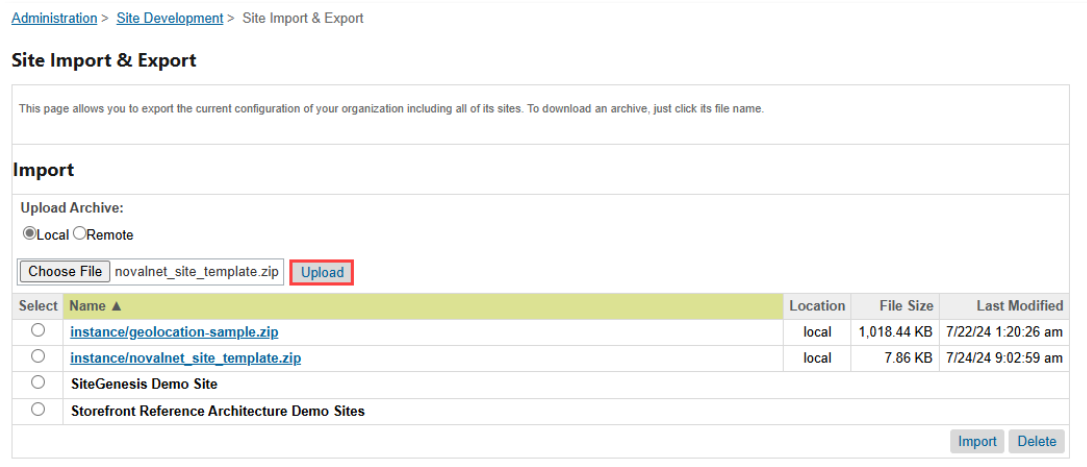 Administration > Site Development > Site Import & Export
Site Import & Export
This page allows you to export the current configuration of your organization including all of its sites. To download an archive, just click its file name.
Import
Upload Archive:
Local Remote
Choose File novalnet_site_template.zip Upload
Select Name ▲ Location File Size Last Modified
instance/geolocation-sample.zip local 1,018.44 KB 7/22/24 1:20:26 am
instance/novalnet_site_template.zip local 7.86 KB 7/24/24 9:02:59 am
SiteGenesis Demo Site
Storefront Reference Architecture Demo Sites
Import Delete